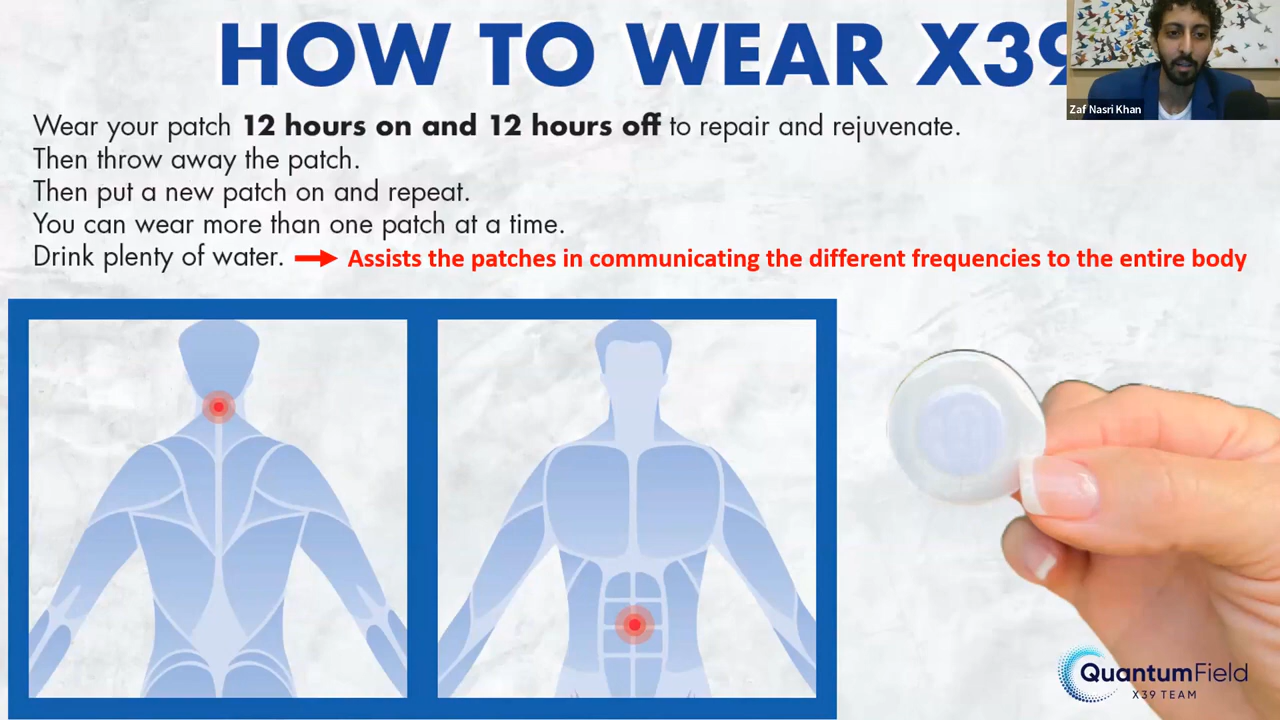 HOW TO WEAR X39
Zaf Nasri Khan
Wear your patch 12 hours on and 12 hours off to repair and rejuvenate.
Then throw away the patch.
Then put a new patch on and repeat.
You can wear more than one patch at a time.
Drink plenty of water. Assists the patches in communicating the different frequencies to the entire body
QuantumField
X39 TEAM